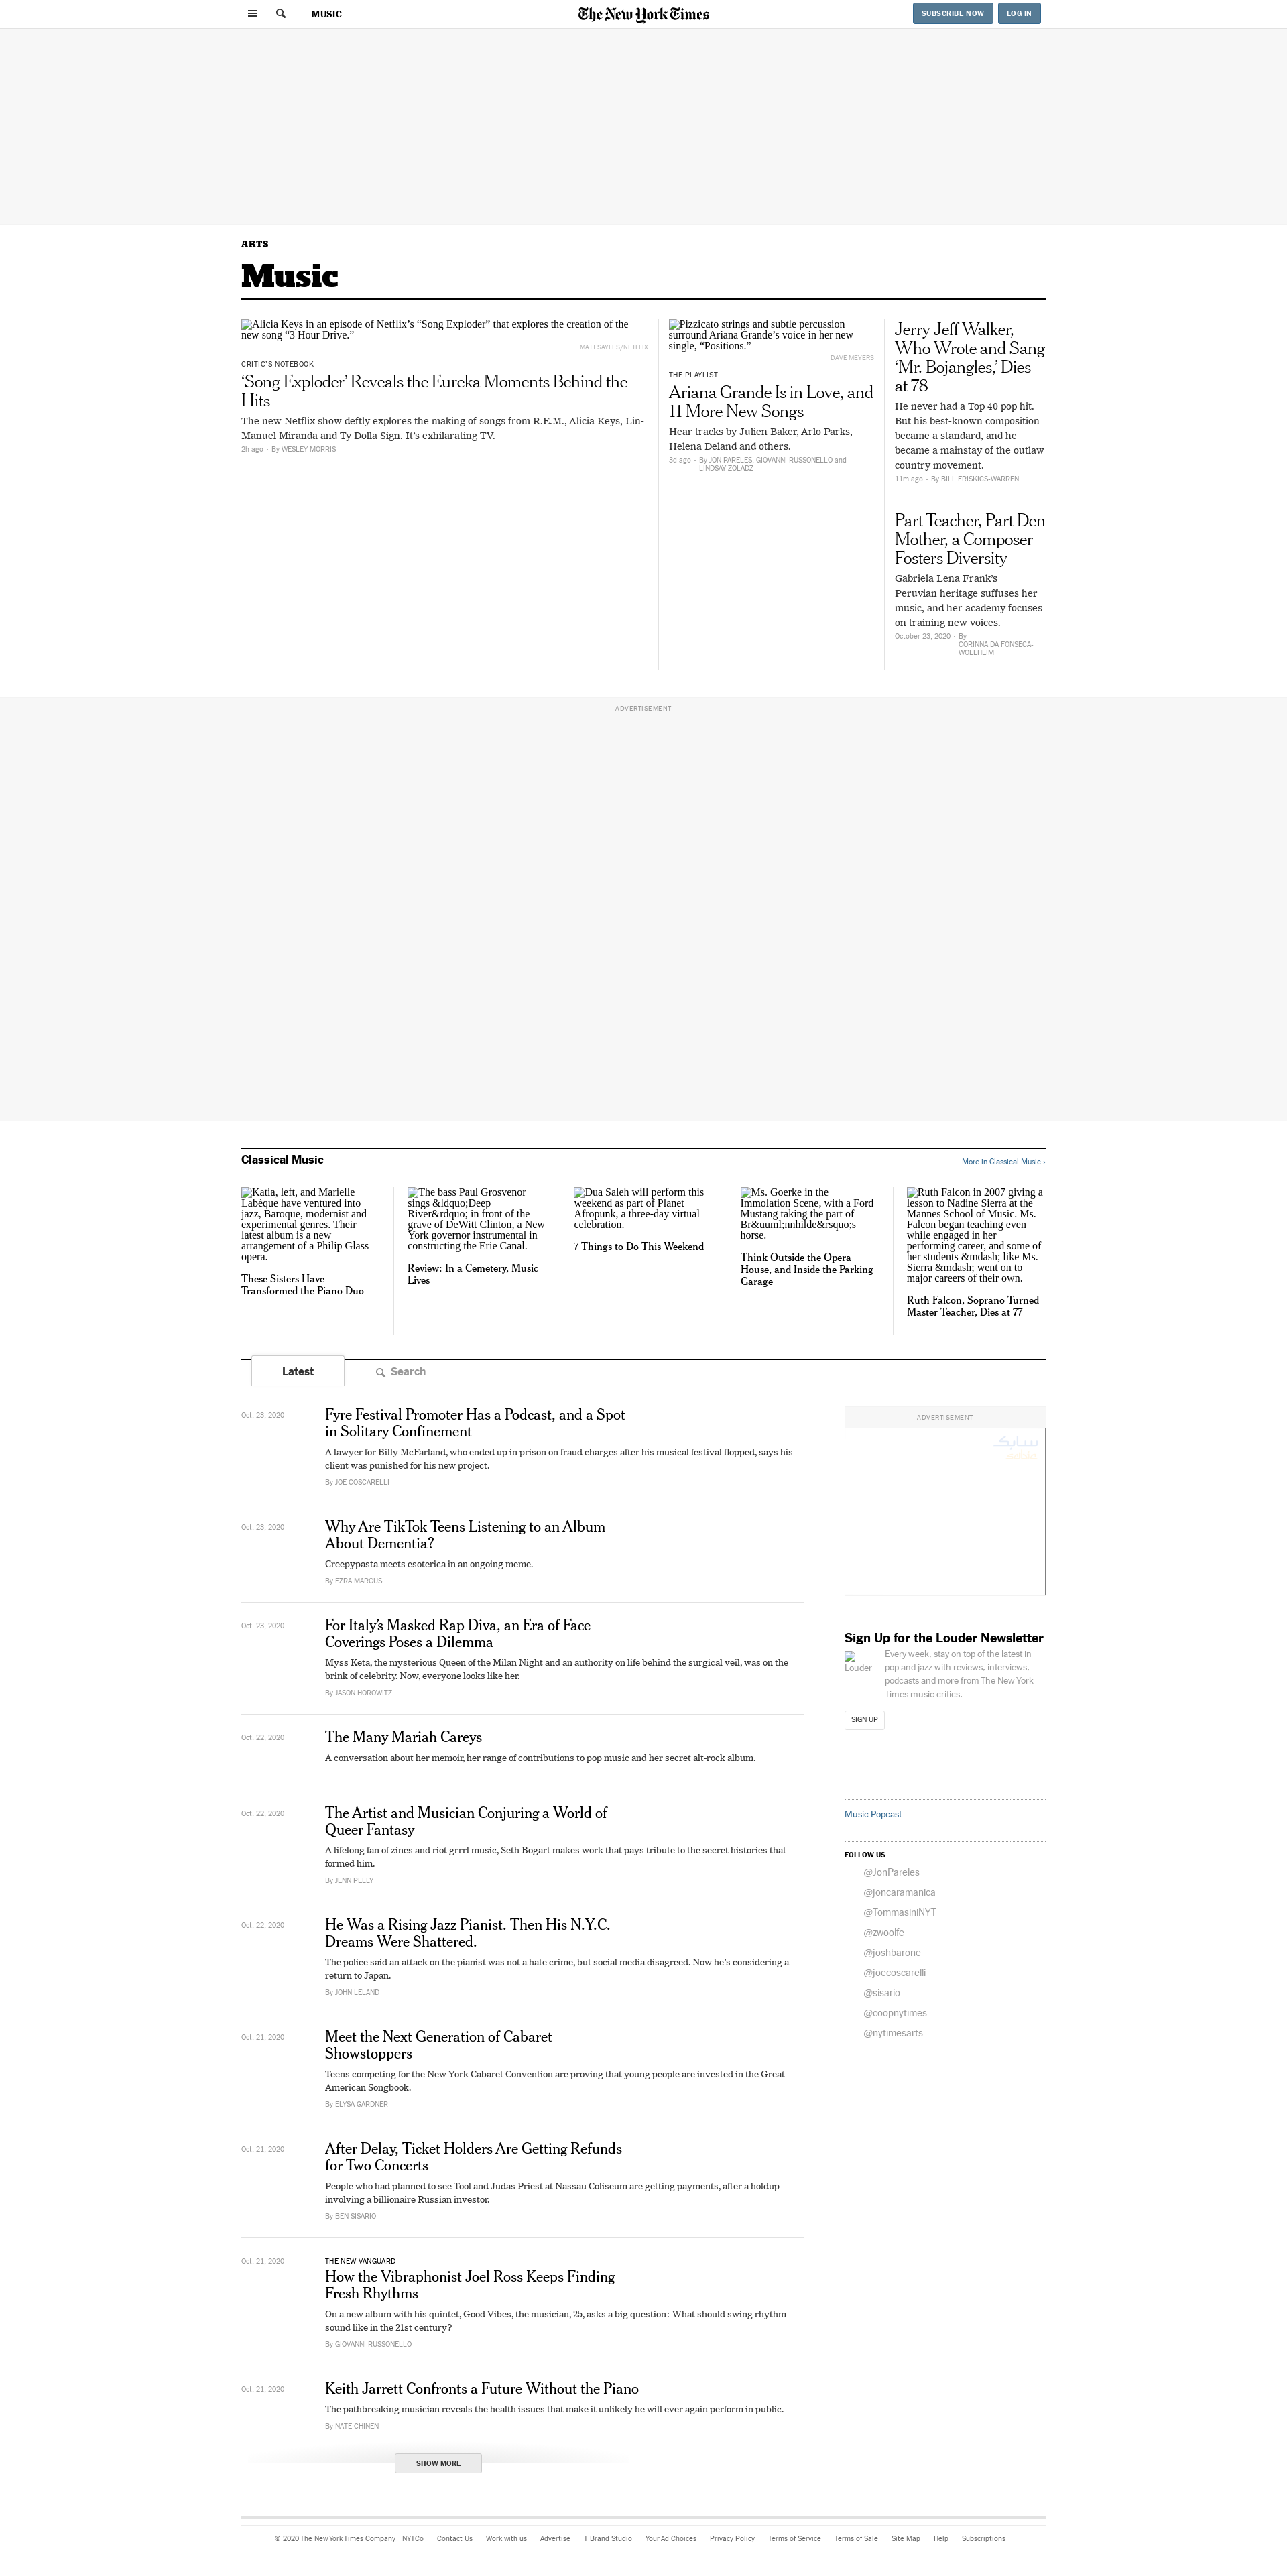 MUSIC
The New York Times
SUBSCRIBE NOW
LOG IN
ARTS
Music
Alicia Keys in an episode of Netflix’s “Song Exploder” that explores the creation of the
new song “3 Hour Drive.”
MATT SAYLES/NETFLIX
CRITIC’S NOTEBOOK
‘Song Exploder’ Reveals the Eureka Moments Behind the
Hits
The new Netflix show deftly explores the making of songs from R.E.M., Alicia Keys, Lin-
Manuel Miranda and Ty Dolla Sign. It’s exhilarating TV.
2h ago • By WESLEY MORRIS
Pizzicato strings and subtle percussion
surround Ariana Grande’s voice in her new
single, “Positions.”
DAVE MEYERS
THE PLAYLIST
Ariana Grande Is in Love, and
11 More New Songs
Hear tracks by Julien Baker, Arlo Parks,
Helena Deland and others.
3d ago • By JON PARELES, GIOVANNI RUSSONELLO and
LINDSAY ZOLADZ
Jerry Jeff Walker,
Who Wrote and Sang
‘Mr. Bojangles,’ Dies
at 78
He never had a Top 40 pop hit.
But his best-known composition
became a standard, and he
became a mainstay of the outlaw
country movement.
11m ago • By BILL FRISKICS-WARREN
Part Teacher, Part Den
Mother, a Composer
Fosters Diversity
Gabriela Lena Frank’s
Peruvian heritage suffuses her
music, and her academy focuses
on training new voices.
October 23, 2020 • By
CORINNA DA FONSECA-
WOLLHEIM
ADVERTISEMENT
Classical Music
More in Classical Music ›
Katia, left, and Marielle
Labèque have ventured into
jazz, Baroque, modernist and
experimental genres. Their
latest album is a new
arrangement of a Philip Glass
opera.
These Sisters Have
Transformed the Piano Duo
The bass Paul Grosvenor
sings &ldquo;Deep
River&rdquo; in front of the
grave of DeWitt Clinton, a New
York governor instrumental in
constructing the Erie Canal.
Review: In a Cemetery, Music
Lives
Dua Saleh will perform this
weekend as part of Planet
Afropunk, a three-day virtual
celebration.
7 Things to Do This Weekend
Ms. Goerke in the
Immolation Scene, with a Ford
Mustang taking the part of
Br&uuml;nnhilde&rsquo;s
horse.
Think Outside the Opera
House, and Inside the Parking
Garage
Ruth Falcon in 2007 giving a
lesson to Nadine Sierra at the
Mannes School of Music. Ms.
Falcon began teaching even
while engaged in her
performing career, and some of
her students &mdash; like Ms.
Sierra &mdash; went on to
major careers of their own.
Ruth Falcon, Soprano Turned
Master Teacher, Dies at 77
Latest
Search
Oct. 23, 2020
Fyre Festival Promoter Has a Podcast, and a Spot
in Solitary Confinement
A lawyer for Billy McFarland, who ended up in prison on fraud charges after his musical festival flopped, says his
client was punished for his new project.
By JOE COSCARELLI
Oct. 23, 2020
Why Are TikTok Teens Listening to an Album
About Dementia?
Creepypasta meets esoterica in an ongoing meme.
By EZRA MARCUS
Oct. 23, 2020
For Italy’s Masked Rap Diva, an Era of Face
Coverings Poses a Dilemma
Myss Keta, the mysterious Queen of the Milan Night and an authority on life behind the surgical veil, was on the
brink of celebrity. Now, everyone looks like her.
By JASON HOROWITZ
Oct. 22, 2020
The Many Mariah Careys
A conversation about her memoir, her range of contributions to pop music and her secret alt-rock album.
Oct. 22, 2020
The Artist and Musician Conjuring a World of
Queer Fantasy
A lifelong fan of zines and riot grrrl music, Seth Bogart makes work that pays tribute to the secret histories that
formed him.
By JENN PELLY
Oct. 22, 2020
He Was a Rising Jazz Pianist. Then His N.Y.C.
Dreams Were Shattered.
The police said an attack on the pianist was not a hate crime, but social media disagreed. Now he’s considering a
return to Japan.
By JOHN LELAND
Oct. 21, 2020
Meet the Next Generation of Cabaret
Showstoppers
Teens competing for the New York Cabaret Convention are proving that young people are invested in the Great
American Songbook.
By ELYSA GARDNER
Oct. 21, 2020
After Delay, Ticket Holders Are Getting Refunds
for Two Concerts
People who had planned to see Tool and Judas Priest at Nassau Coliseum are getting payments, after a holdup
involving a billionaire Russian investor.
By BEN SISARIO
Oct. 21, 2020
THE NEW VANGUARD
How the Vibraphonist Joel Ross Keeps Finding
Fresh Rhythms
On a new album with his quintet, Good Vibes, the musician, 25, asks a big question: What should swing rhythm
sound like in the 21st century?
By GIOVANNI RUSSONELLO
Oct. 21, 2020
Keith Jarrett Confronts a Future Without the Piano
The pathbreaking musician reveals the health issues that make it unlikely he will ever again perform in public.
By NATE CHINEN
SHOW MORE
ADVERTISEMENT
سابك
Sign Up for the Louder Newsletter
Louder
Every week, stay on top of the latest in
pop and jazz with reviews, interviews,
podcasts and more from The New York
Times music critics.
SIGN UP
Music Popcast
FOLLOW US
@JonPareles
@joncaramanica
@TommasiniNYT
@zwoolfe
@joshbarone
@joecoscarelli
@sisario
@coopnytimes
@nytimesarts
© 2020 The New York Times Company NYTCo Contact Us Work with us Advertise T Brand Studio Your Ad Choices Privacy Policy Terms of Service Terms of Sale Site Map Help Subscriptions